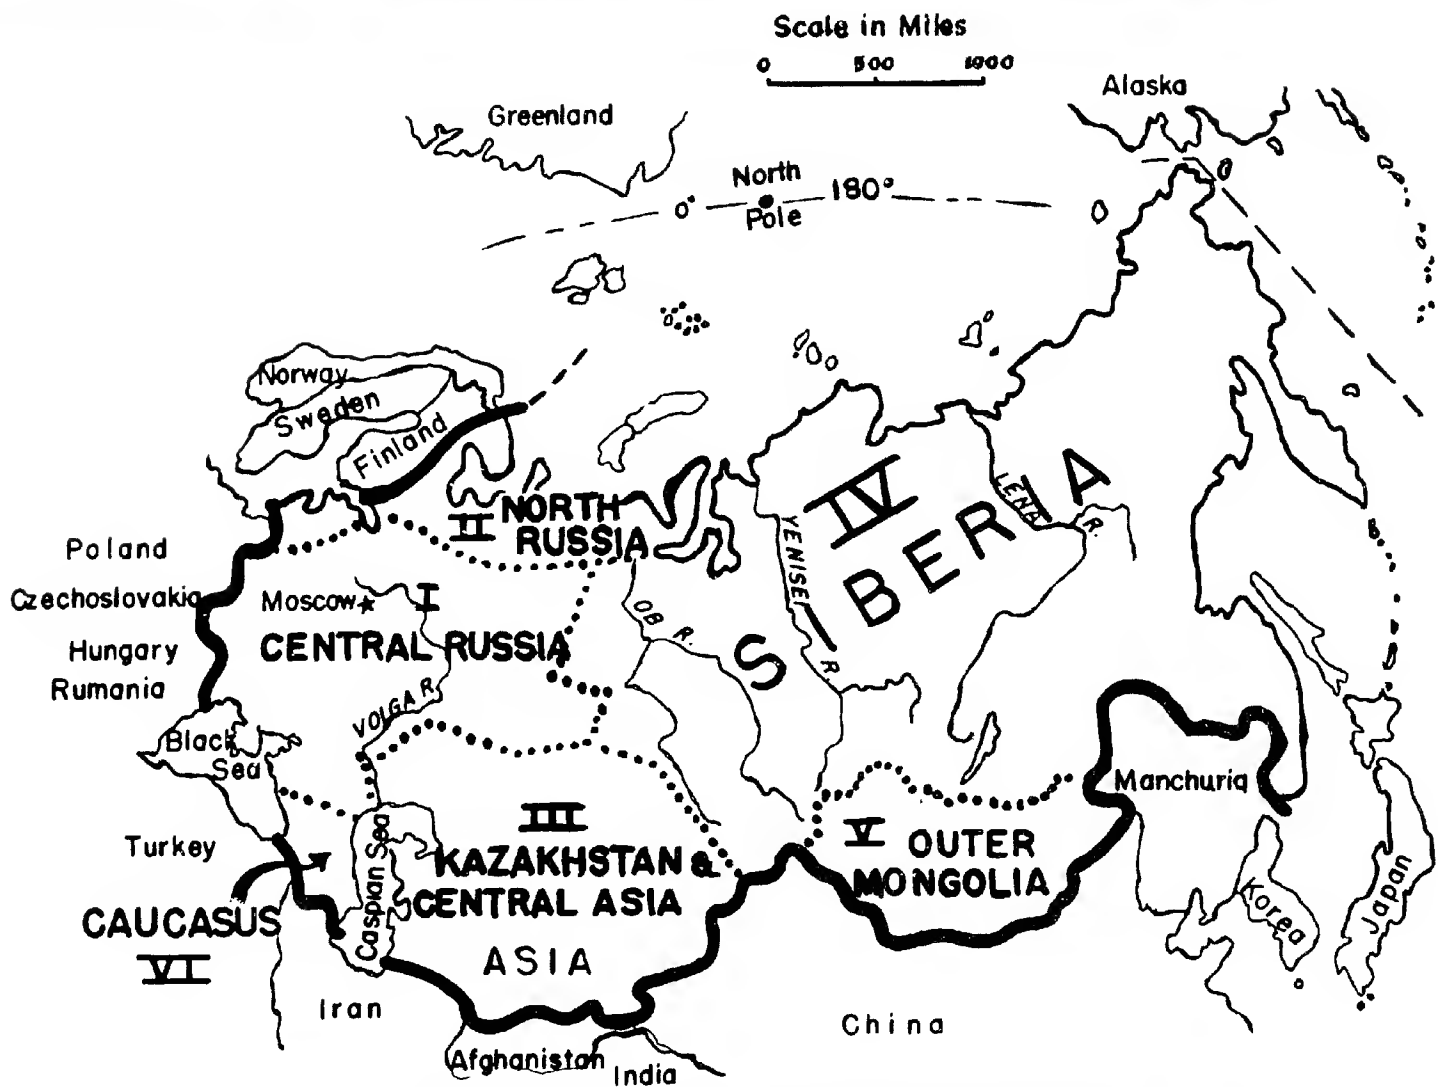 Scale in Miles
0 500 1000
Alaska
Greenland
North
0° 180°
Pole
Norway
Sweden
Finland
IV
LENA R.
II NORTH
RUSSIA
SIBERIA
YENISEI R.
Poland
Czechoslovakia
Moscow
I
OB R.
CENTRAL RUSSIA
Hungary
Rumania
VOLGA R.
Black
Sea
Manchuria
III
V OUTER
MONGOLIA
Turkey
KAZAKHSTAN &
CENTRAL ASIA
Caspian Sea
CAUCASUS
VI
ASIA
Korea
Japan
Iran
China
Afghanistan
India